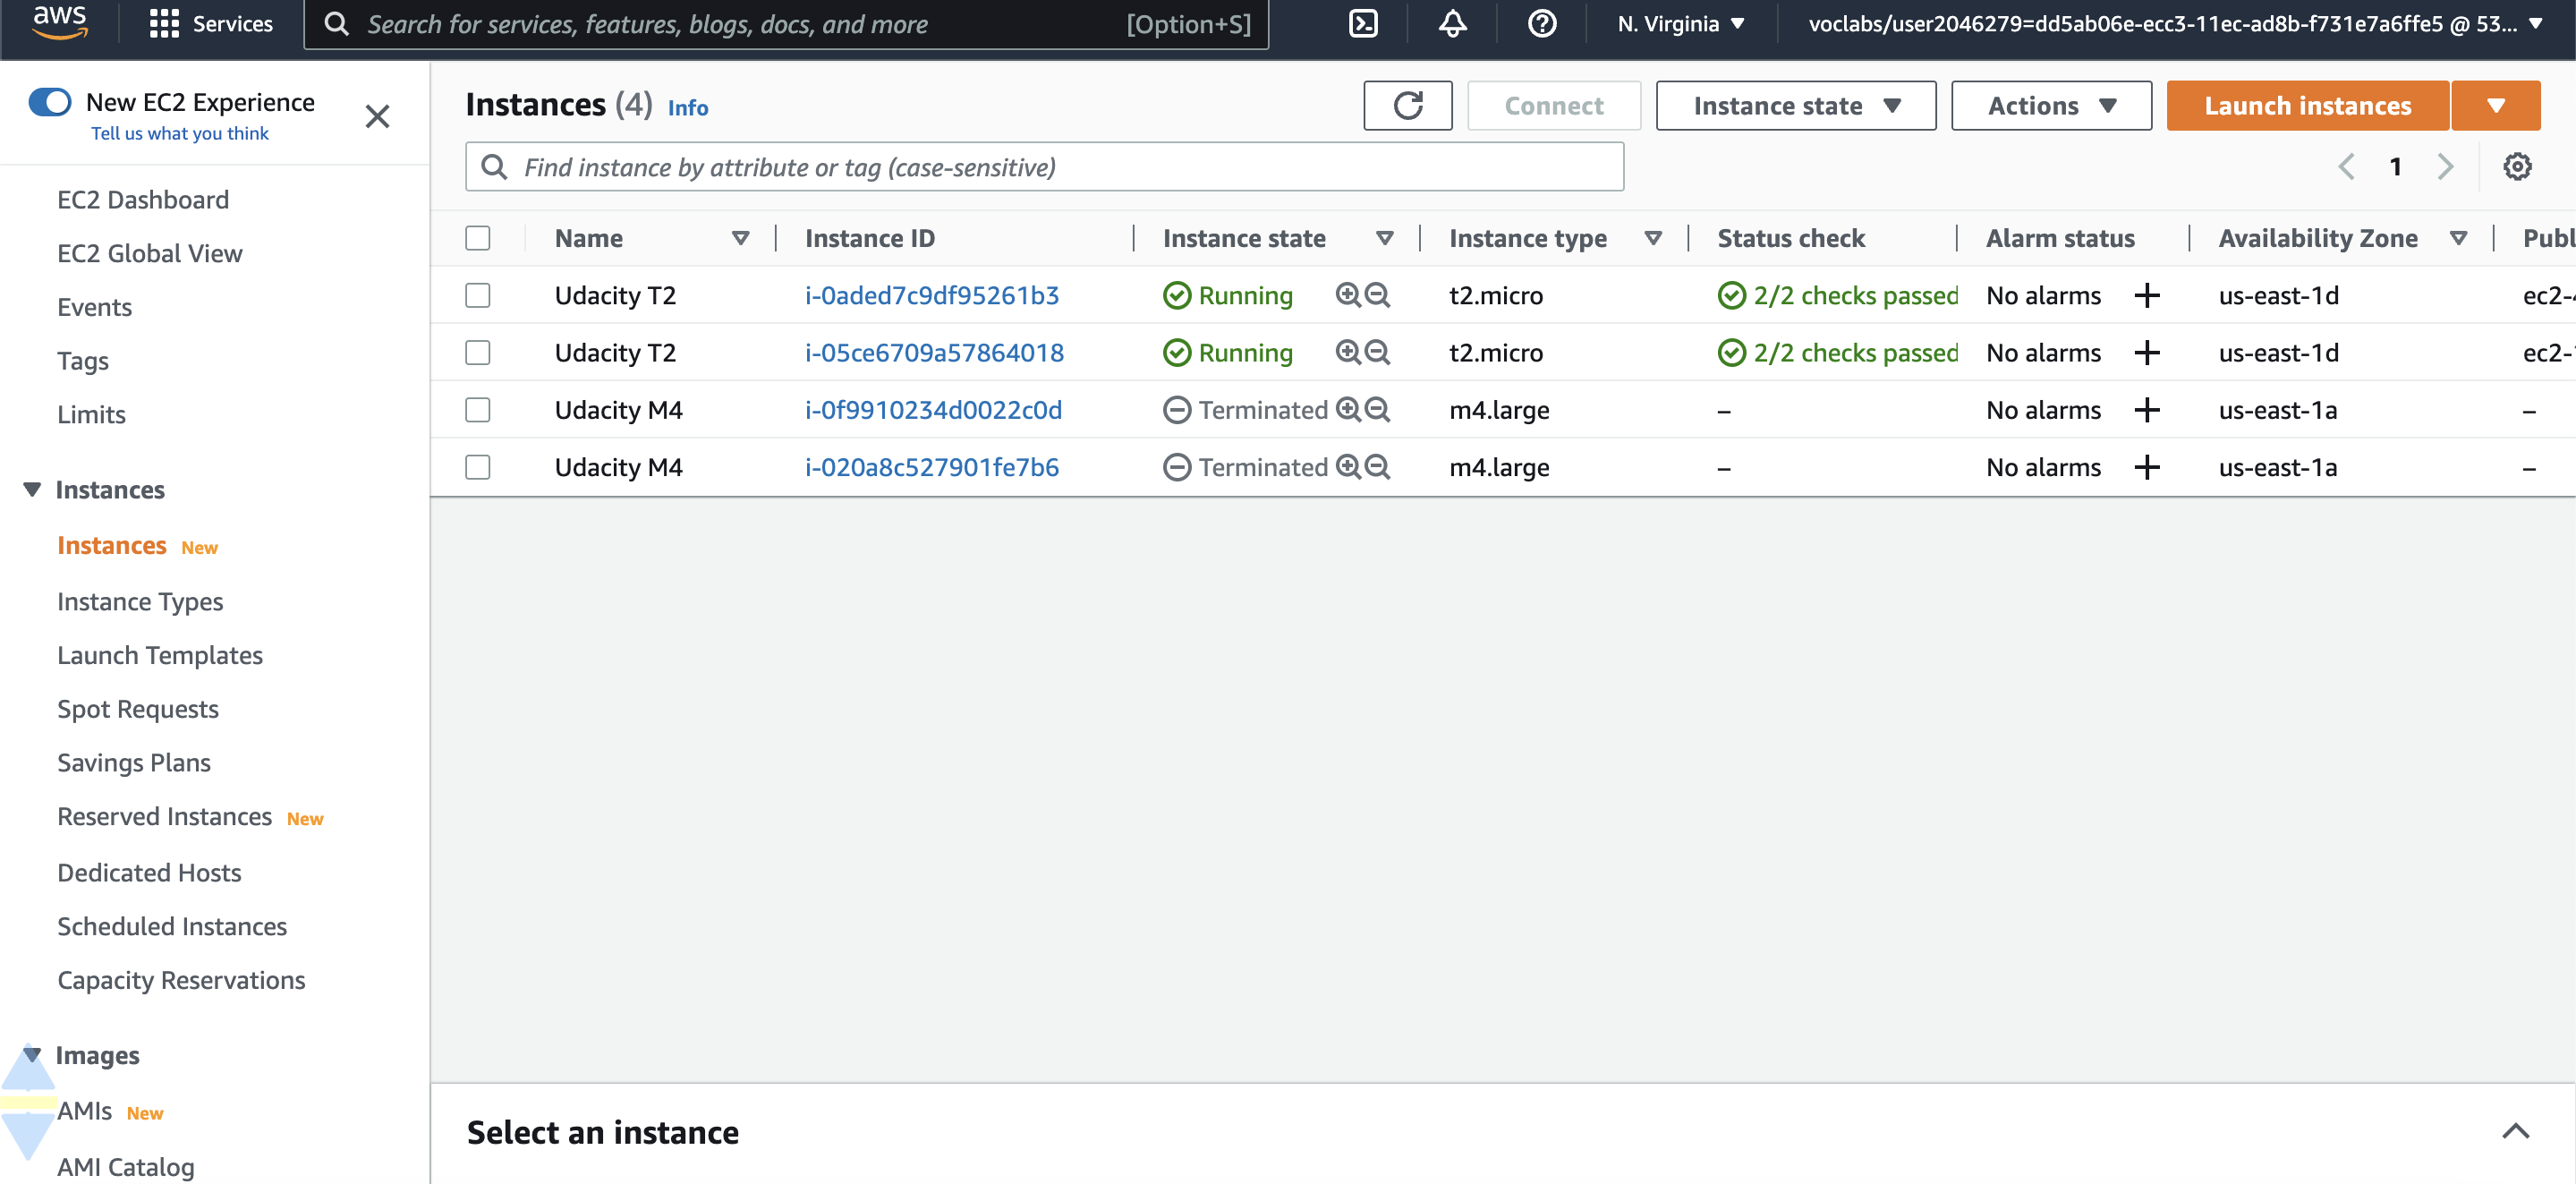 aws Services Search for services, features, blogs, docs, and more [Option+S] N. Virginia voclabs/user2046279=dd5ab06e-ecc3-11ec-ad8b-f731e7a6ffe5 @ 53...
New EC2 Experience
Tell us what you think
EC2 Dashboard
EC2 Global View
Events
Tags
Limits
Instances
Instances New
Instance Types
Launch Templates
Spot Requests
Savings Plans
Reserved Instances New
Dedicated Hosts
Scheduled Instances
Capacity Reservations
Images
AMIs New
AMI Catalog
Instances (4) Info Connect Instance state Actions Launch instances
Find instance by attribute or tag (case-sensitive) 1
Name Instance ID Instance state Instance type Status check Alarm status Availability Zone Publ
Udacity T2 i-0aded7c9df95261b3 Running t2.micro 2/2 checks passed No alarms + us-east-1d ec2-4
Udacity T2 i-05ce6709a57864018 Running t2.micro 2/2 checks passed No alarms + us-east-1d ec2-
Udacity M4 i-0f9910234d0022c0d Terminated m4.large – No alarms + us-east-1a –
Udacity M4 i-020a8c527901fe7b6 Terminated m4.large – No alarms + us-east-1a –
Select an instance